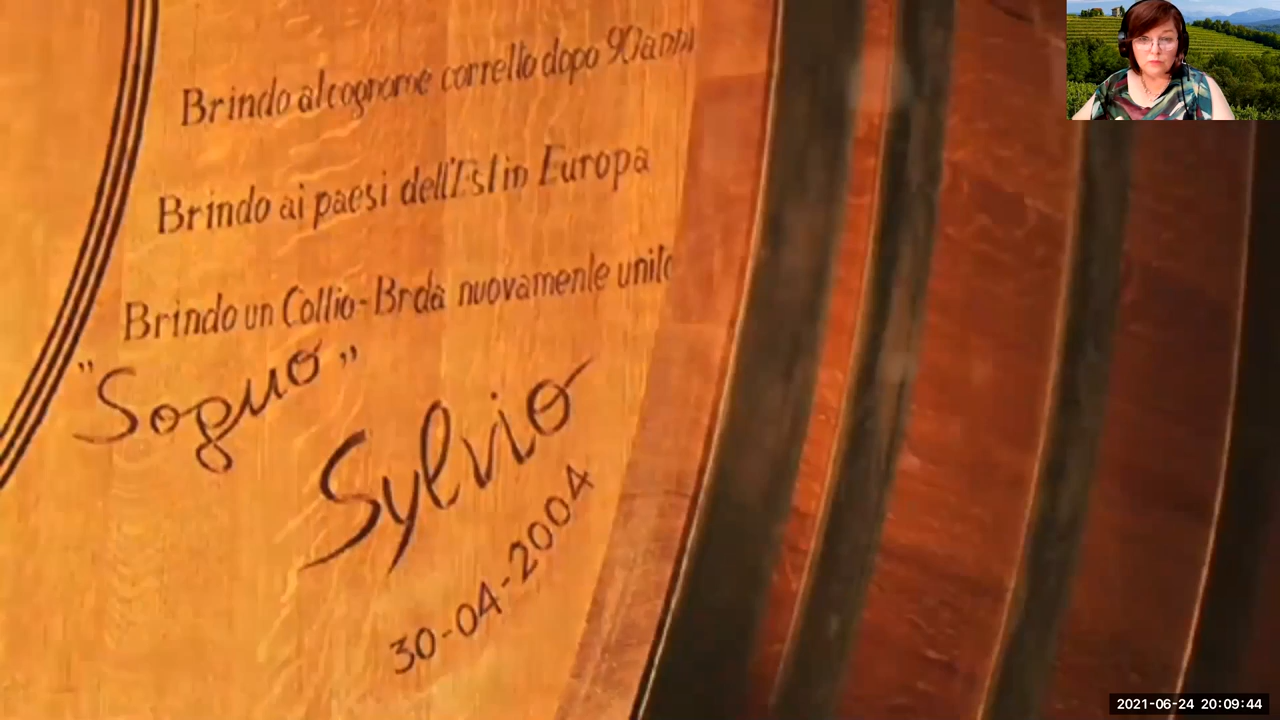 Brindo al cognome corretto dopo 90 anni
Brindo ai paesi dell'Est in Europa
Brindo un Collio-Brda nuovamente unito
"Sogno"
Sylvio
30-04-2004
2021-06-24 20:09:44